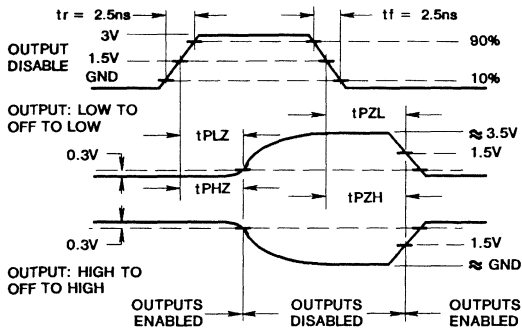 tr = 2.5ns
tf = 2.5ns
OUTPUT
DISABLE
3V
1.5V
GND
90%
10%
OUTPUT: LOW TO
OFF TO LOW
tPLZ
tPZL
≈ 3.5V
1.5V
0.3V
tPHZ
tPZH
0.3V
1.5V
≈ GND
OUTPUT: HIGH TO
OFF TO HIGH
OUTPUTS
ENABLED
OUTPUTS
DISABLED
OUTPUTS
ENABLED